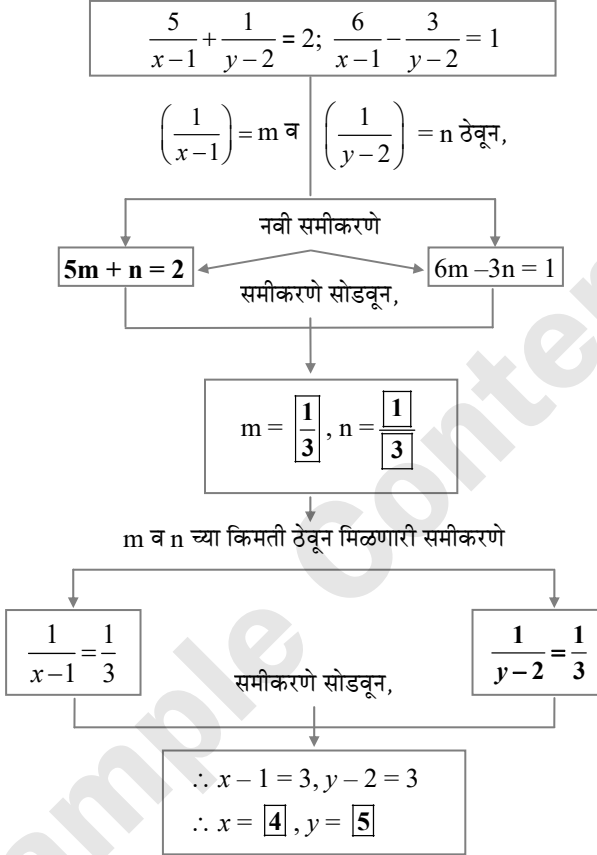 5/(x−1) + 1/(y−2) = 2; 6/(x−1) − 3/(y−2) = 1
(1/(x−1)) = m व (1/(y−2)) = n ठेवून,
नवी समीकरणे
5m + n = 2
6m –3n = 1
समीकरणे सोडवून,
m = 1/3 , n = 1/3
m व n च्या किमती ठेवून मिळणारी समीकरणे
1/(x−1) = 1/3
1/(y−2) = 1/3
समीकरणे सोडवून,
∴ x – 1 = 3, y – 2 = 3
∴ x = 4 , y = 5
ample Conten